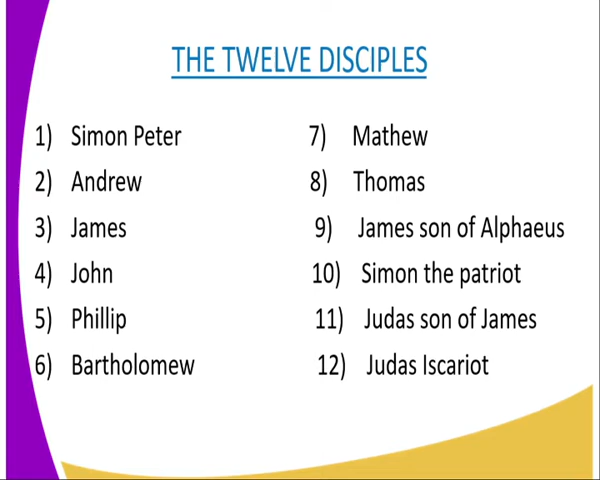 THE TWELVE DISCIPLES
1) Simon Peter
2) Andrew
3) James
4) John
5) Phillip
6) Bartholomew
7) Mathew
8) Thomas
9) James son of Alphaeus
10) Simon the patriot
11) Judas son of James
12) Judas Iscariot